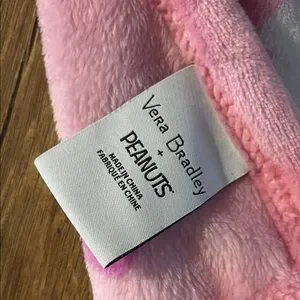 Vera Bradley
+
PEANUTS
MADE IN CHINA
FABRIQUÉ EN CHINE